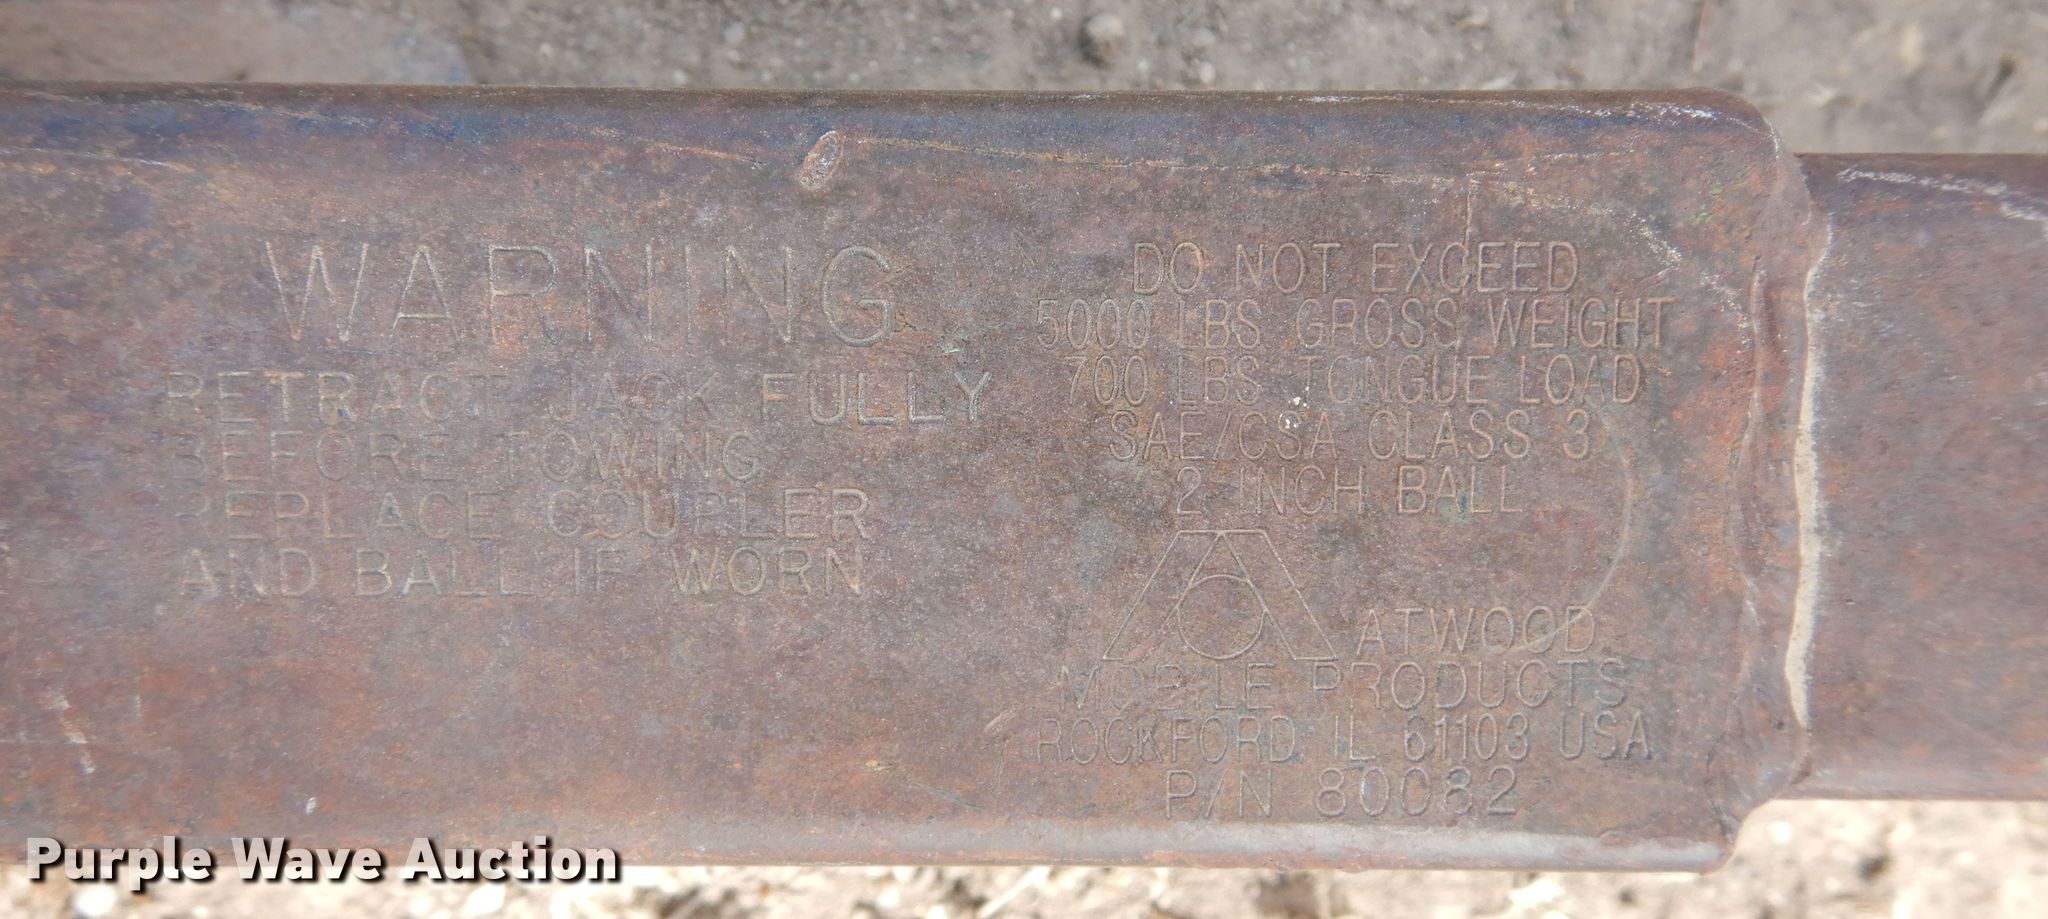 WARNING
RETRACT JACK FULLY
BEFORE TOWING
REPLACE COUPLER
AND BALL IF WORN
DO NOT EXCEED
5000 LBS GROSS WEIGHT
700 LBS TONGUE LOAD
SAE/CSA CLASS 3
2 INCH BALL
ATWOOD
MOBILE PRODUCTS
ROCKFORD IL 61103 USA
P/N 80082
Purple Wave Auction